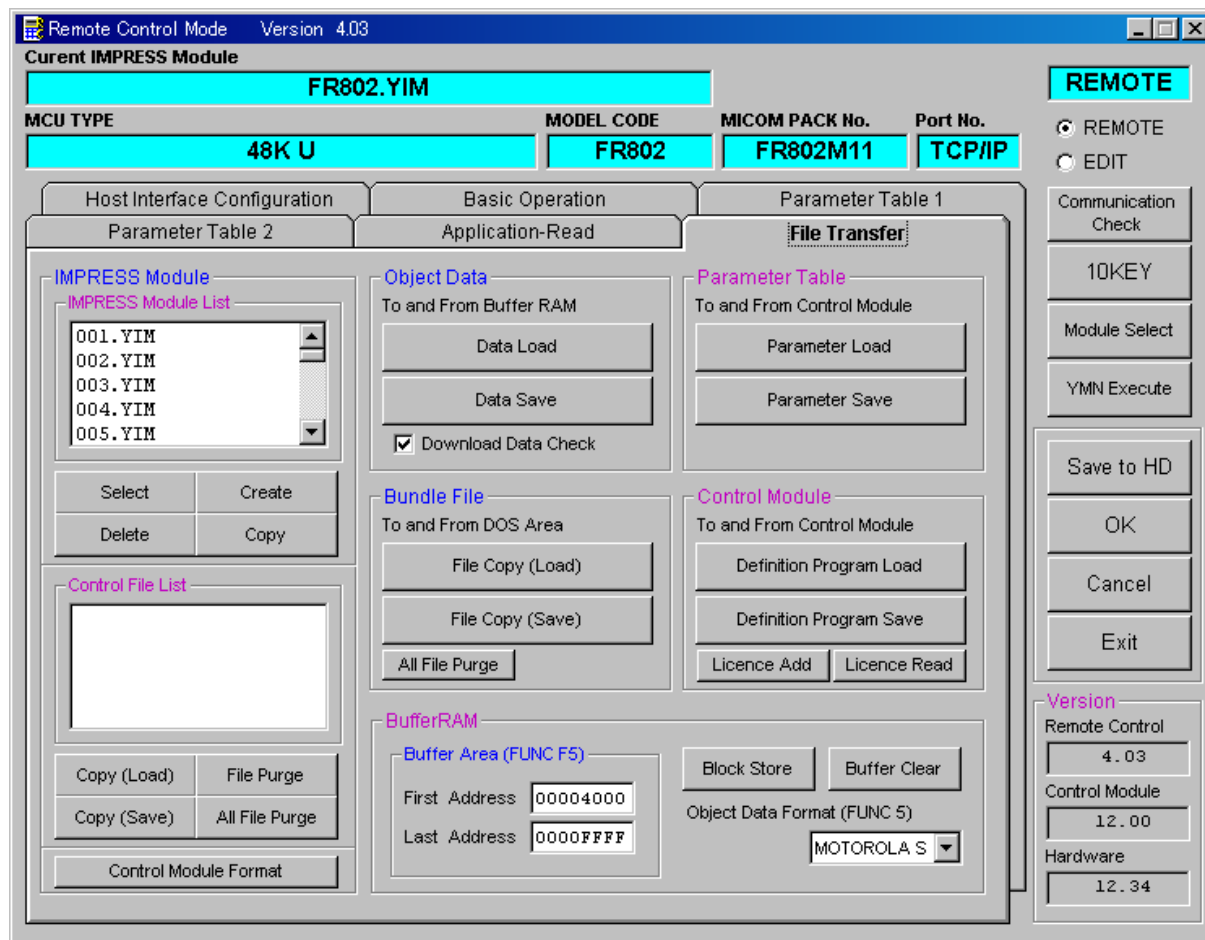 Remote Control Mode Version 4.03
Curent IMPRESS Module
FR802.YIM
REMOTE
MCU TYPE
MODEL CODE
MICOM PACK No.
Port No.
48K U
FR802
FR802M11
TCP/IP
REMOTE
EDIT
Host Interface Configuration
Basic Operation
Parameter Table 1
Parameter Table 2
Application-Read
File Transfer
IMPRESS Module
IMPRESS Module List
001.YIM
002.YIM
003.YIM
004.YIM
005.YIM
Select
Create
Delete
Copy
Control File List
Copy (Load)
File Purge
Copy (Save)
All File Purge
Control Module Format
Object Data
To and From Buffer RAM
Data Load
Data Save
Download Data Check
Parameter Table
To and From Control Module
Parameter Load
Parameter Save
Bundle File
To and From DOS Area
File Copy (Load)
File Copy (Save)
All File Purge
Control Module
To and From Control Module
Definition Program Load
Definition Program Save
Licence Add
Licence Read
BufferRAM
Buffer Area (FUNC F5)
First Address 00004000
Last Address 0000FFFF
Block Store
Buffer Clear
Object Data Format (FUNC 5)
MOTOROLA S
Communication Check
10KEY
Module Select
YMN Execute
Save to HD
OK
Cancel
Exit
Version
Remote Control
4.03
Control Module
12.00
Hardware
12.34